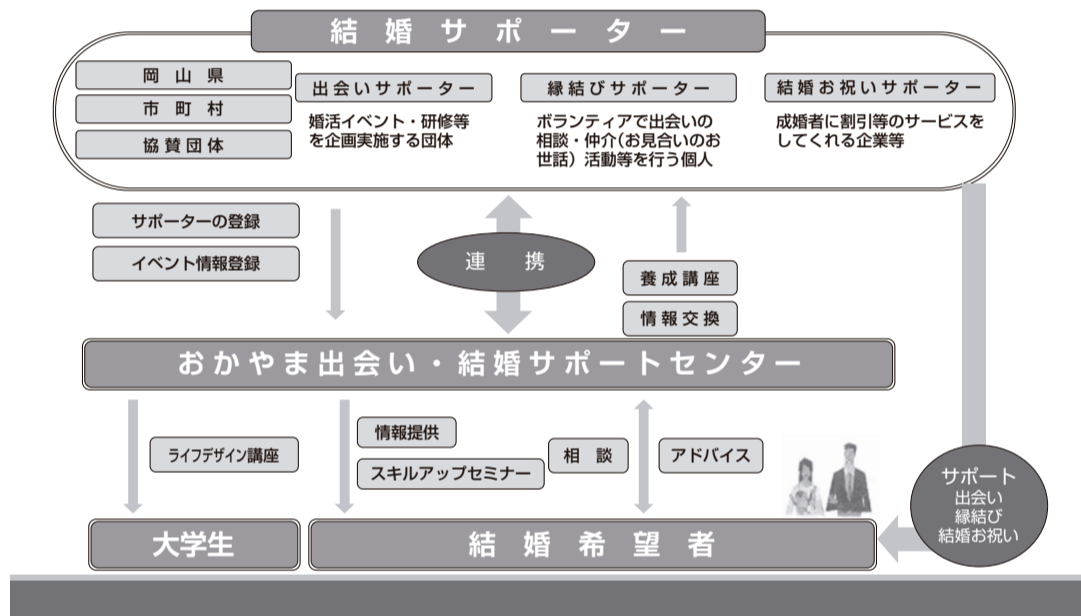 結婚サポーター
岡山県
市町村
協賛団体
出会いサポーター
婚活イベント・研修等
を企画実施する団体
縁結びサポーター
ボランティアで出会いの
相談・仲介(お見合いのお
世話)活動等を行う個人
結婚お祝いサポーター
成婚者に割引等のサービスを
してくれる企業等
サポーターの登録
イベント情報登録
連携
養成講座
情報交換
おかやま出会い・結婚サポートセンター
ライフデザイン講座
情報提供
スキルアップセミナー
相談
アドバイス
サポート
出会い
縁結び
結婚お祝い
大学生
結婚希望者